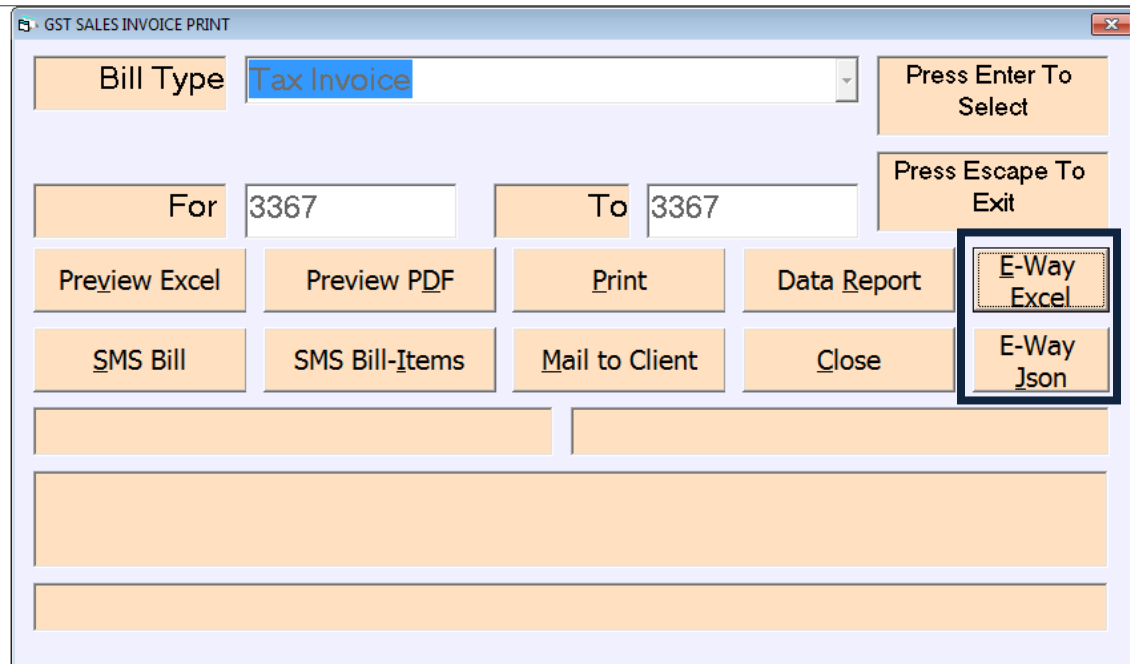 GST SALES INVOICE PRINT
Bill Type
Tax Invoice
Press Enter To
Select
Press Escape To
Exit
For
3367
To
3367
Preview Excel
Preview PDF
Print
Data Report
E-Way
Excel
SMS Bill
SMS Bill-Items
Mail to Client
Close
E-Way
Json